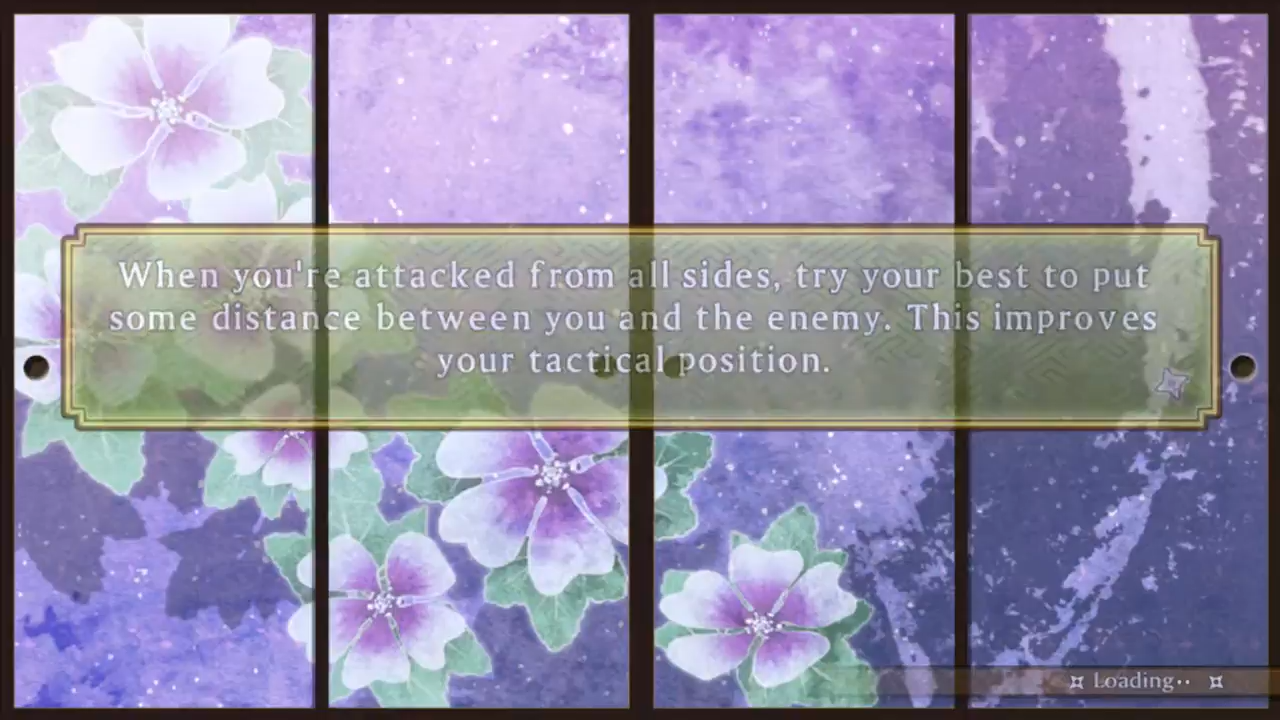 When you're attacked from all sides, try your best to put
some distance between you and the enemy. This improves
your tactical position.
Loading··